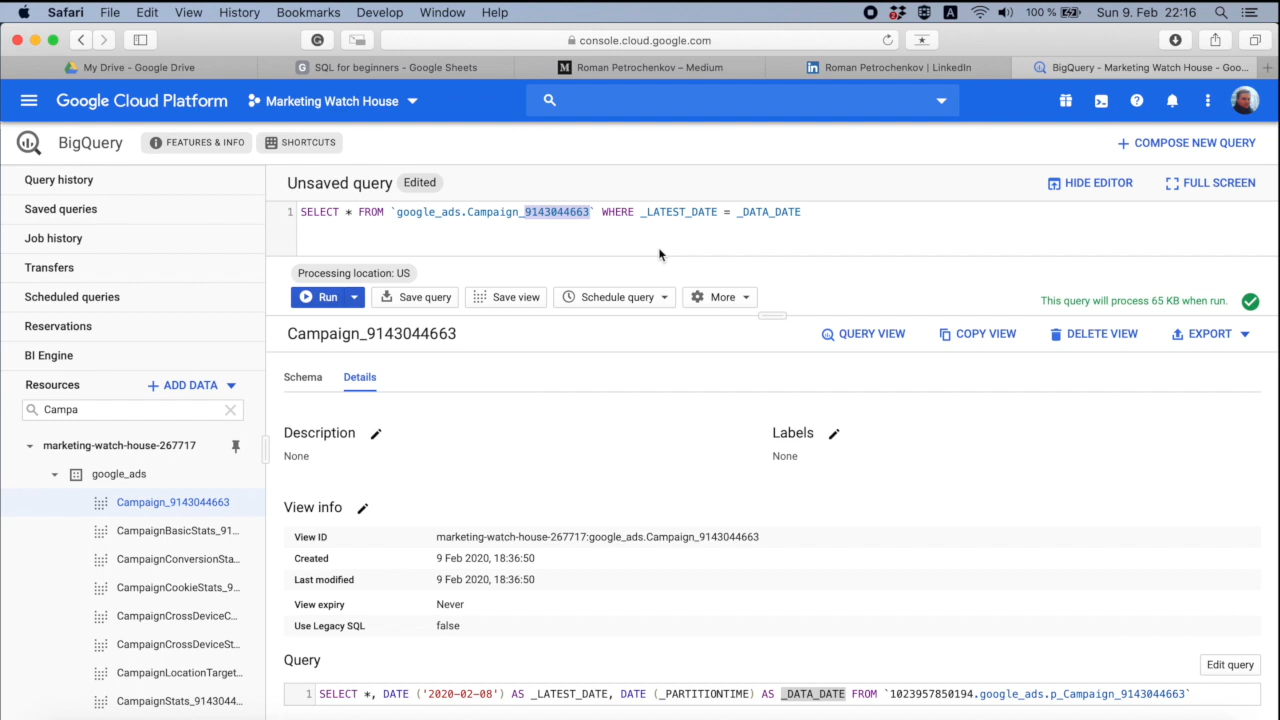 Safari File Edit View History Bookmarks Develop Window Help 2 A 100 % Sun 9. Feb 22:16
console.cloud.google.com
My Drive - Google Drive
SQL for beginners - Google Sheets
Roman Petrochenkov – Medium
Roman Petrochenkov | LinkedIn
BigQuery - Marketing Watch House - Goo...
Google Cloud Platform Marketing Watch House
BigQuery FEATURES & INFO SHORTCUTS + COMPOSE NEW QUERY
Query history
Saved queries
Job history
Transfers
Scheduled queries
Reservations
BI Engine
Resources + ADD DATA
Campa
marketing-watch-house-267717
google_ads
Campaign_9143044663
CampaignBasicStats_91...
CampaignConversionSta...
CampaignCookieStats_9...
CampaignCrossDeviceC...
CampaignCrossDeviceSt...
CampaignLocationTarget...
CampaignStats_9143044...
Unsaved query Edited HIDE EDITOR FULL SCREEN
1 SELECT * FROM `google_ads.Campaign_9143044663` WHERE _LATEST_DATE = _DATA_DATE
Processing location: US
Run Save query Save view Schedule query More This query will process 65 KB when run.
Campaign_9143044663 QUERY VIEW COPY VIEW DELETE VIEW EXPORT
Schema Details
Description Labels
None None
View info
View ID marketing-watch-house-267717:google_ads.Campaign_9143044663
Created 9 Feb 2020, 18:36:50
Last modified 9 Feb 2020, 18:36:50
View expiry Never
Use Legacy SQL false
Query Edit query
1 SELECT *, DATE ('2020-02-08') AS _LATEST_DATE, DATE (_PARTITIONTIME) AS _DATA_DATE FROM `1023957850194.google_ads.p_Campaign_9143044663`